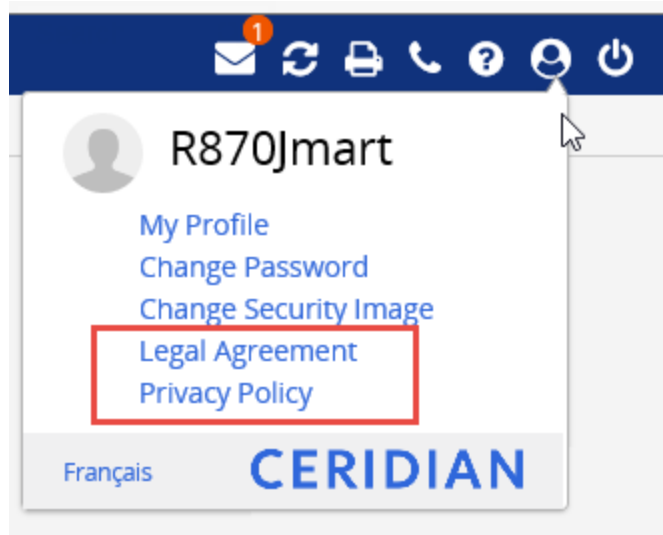 1
R870Jmart
My Profile
Change Password
Change Security Image
Legal Agreement
Privacy Policy
Français
CERIDIAN